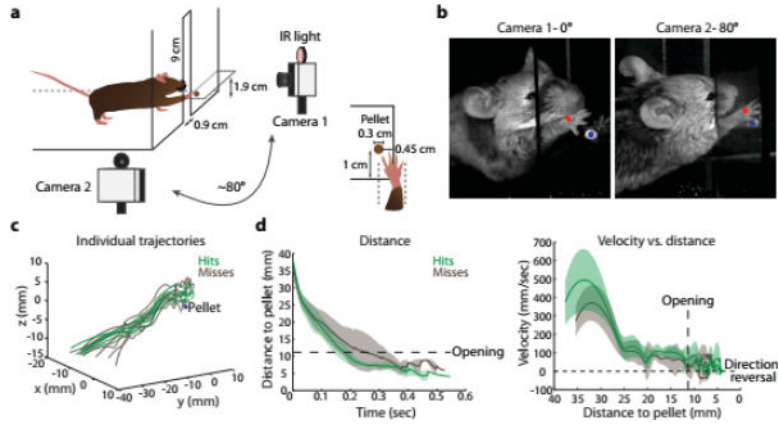 a
9 cm
IR light
1.9 cm
0.9 cm
Camera 1
Camera 2
~80°
Pellet
0.3 cm
0.45 cm
1 cm
b
Camera 1- 0°
Camera 2- 80°
c
Individual trajectories
Hits
Misses
Pellet
z (mm)
10
5
0
-5
-10
-15
-20
x (mm)
-10
0
10
-40
-30
-20
-10
0
10
y (mm)
d
Distance
Hits
Misses
Opening
Distance to pellet (mm)
40
35
30
25
20
15
10
5
0
0
0.1
0.2
0.3
0.4
0.5
0.6
Time (sec)
Velocity vs. distance
Opening
Direction
reversal
Velocity (mm/sec)
700
600
500
400
300
200
100
0
-100
40
35
30
25
20
15
10
5
0
Distance to pellet (mm)